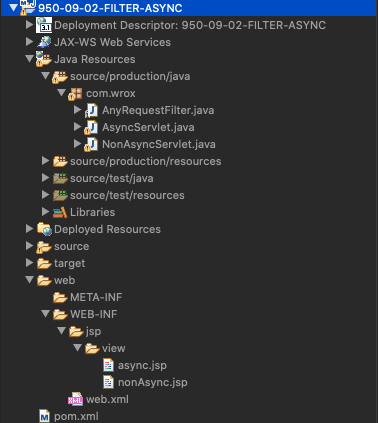 950-09-02-FILTER-ASYNC
Deployment Descriptor: 950-09-02-FILTER-ASYNC
JAX-WS Web Services
Java Resources
source/production/java
com.wrox
AnyRequestFilter.java
AsyncServlet.java
NonAsyncServlet.java
source/production/resources
source/test/java
source/test/resources
Libraries
Deployed Resources
source
target
web
META-INF
WEB-INF
jsp
view
async.jsp
nonAsync.jsp
web.xml
pom.xml